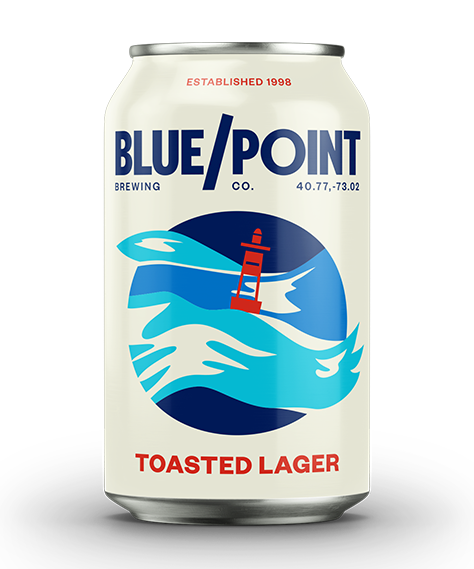 ESTABLISHED 1998
BLUE/POINT
BREWING CO. 40.77,-73.02
TOASTED LAGER